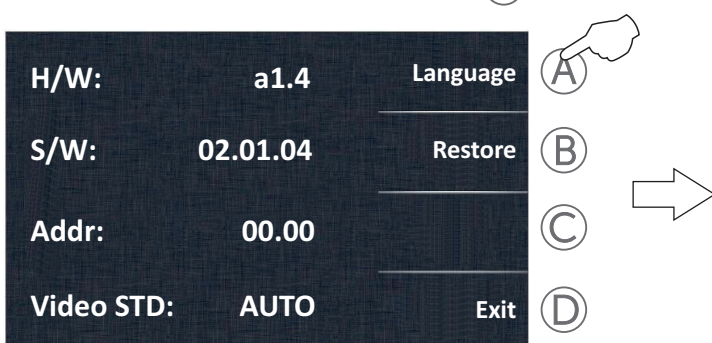 H/W: a1.4 Language A
S/W: 02.01.04 Restore B
Addr: 00.00 C
Video STD: AUTO Exit D